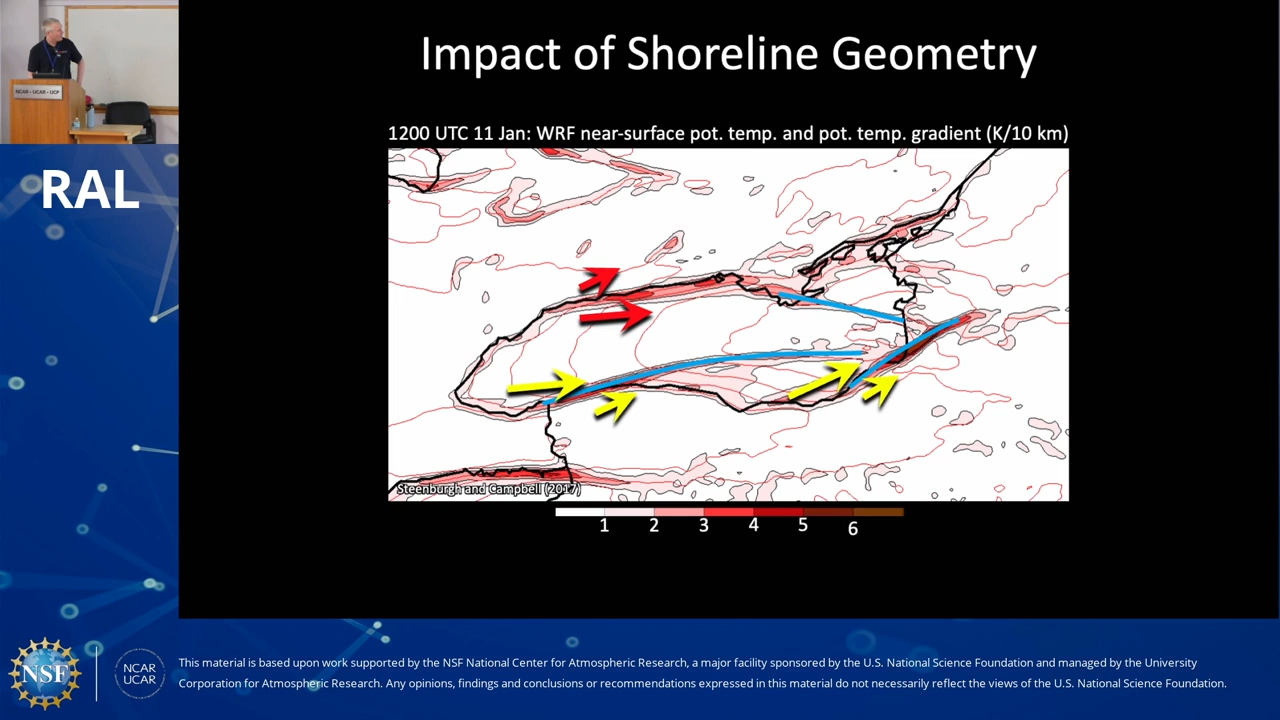 Impact of Shoreline Geometry
1200 UTC 11 Jan: WRF near-surface pot. temp. and pot. temp. gradient (K/10 km)
NCAR - UCAR - UCP
RAL
Steenburgh and Campbell (2017)
1 2 3 4 5 6
NSF
NCAR
UCAR
This material is based upon work supported by the NSF National Center for Atmospheric Research, a major facility sponsored by the U.S. National Science Foundation and managed by the University
Corporation for Atmospheric Research. Any opinions, findings and conclusions or recommendations expressed in this material do not necessarily reflect the views of the U.S. National Science Foundation.